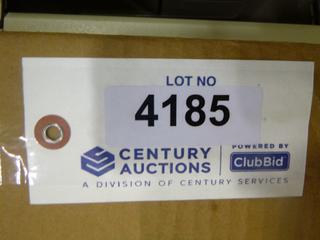 LOT NO
4185
CENTURY AUCTIONS
POWERED BY
ClubBid
A DIVISION OF CENTURY SERVICES